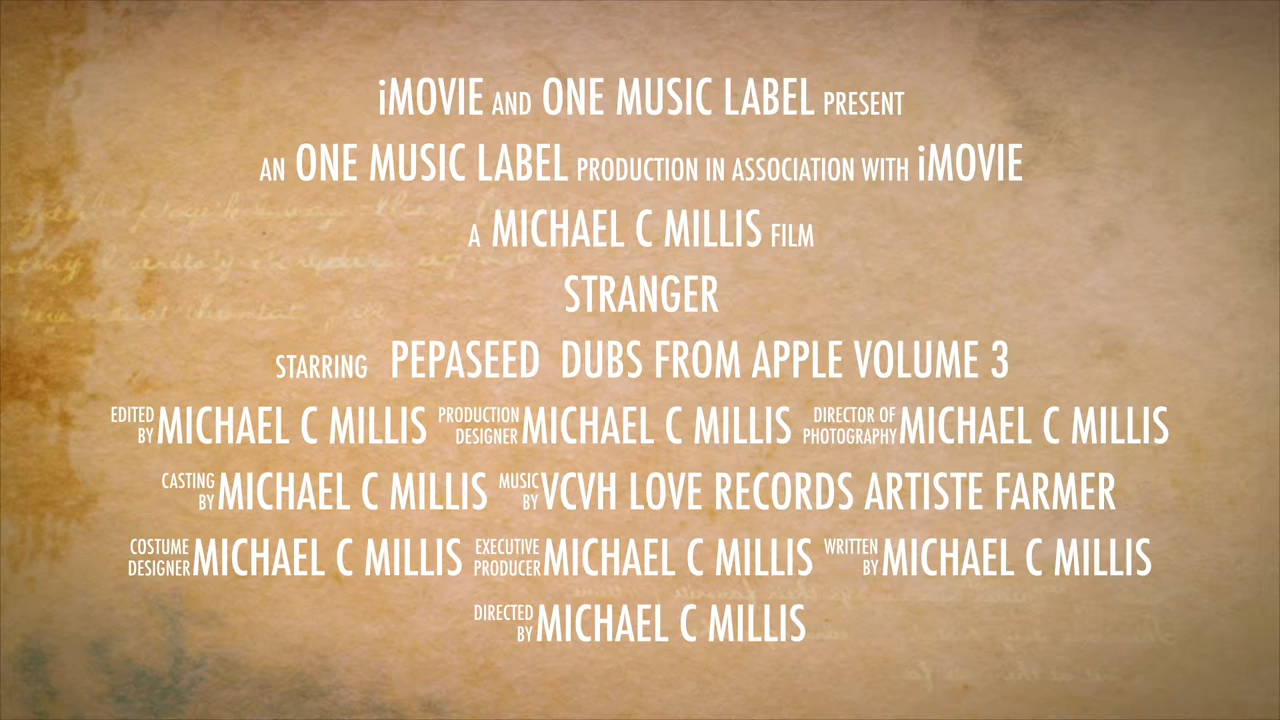 iMOVIE AND ONE MUSIC LABEL PRESENT
AN ONE MUSIC LABEL PRODUCTION IN ASSOCIATION WITH iMOVIE
A MICHAEL C MILLIS FILM
STRANGER
STARRING PEPASEED DUBS FROM APPLE VOLUME 3
EDITED BY MICHAEL C MILLIS PRODUCTION DESIGNER MICHAEL C MILLIS DIRECTOR OF PHOTOGRAPHY MICHAEL C MILLIS
CASTING BY MICHAEL C MILLIS MUSIC BY VCVH LOVE RECORDS ARTISTE FARMER
COSTUME DESIGNER MICHAEL C MILLIS EXECUTIVE PRODUCER MICHAEL C MILLIS WRITTEN BY MICHAEL C MILLIS
DIRECTED BY MICHAEL C MILLIS